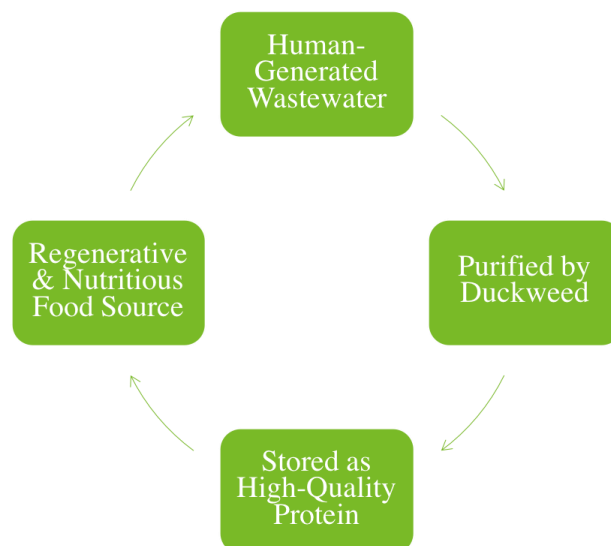 Human-
Generated
Wastewater
Purified by
Duckweed
Stored as
High-Quality
Protein
Regenerative
& Nutritious
Food Source